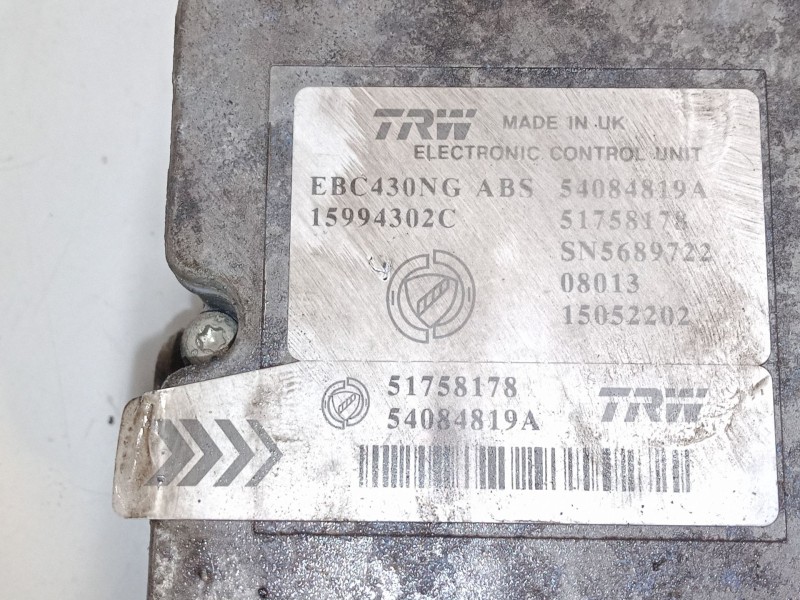 TRW MADE IN UK
ELECTRONIC CONTROL UNIT
EBC430NG ABS 54084819A
15994302C 51758178
SN5689722
08013
15052202
51758178 TRW
54084819A